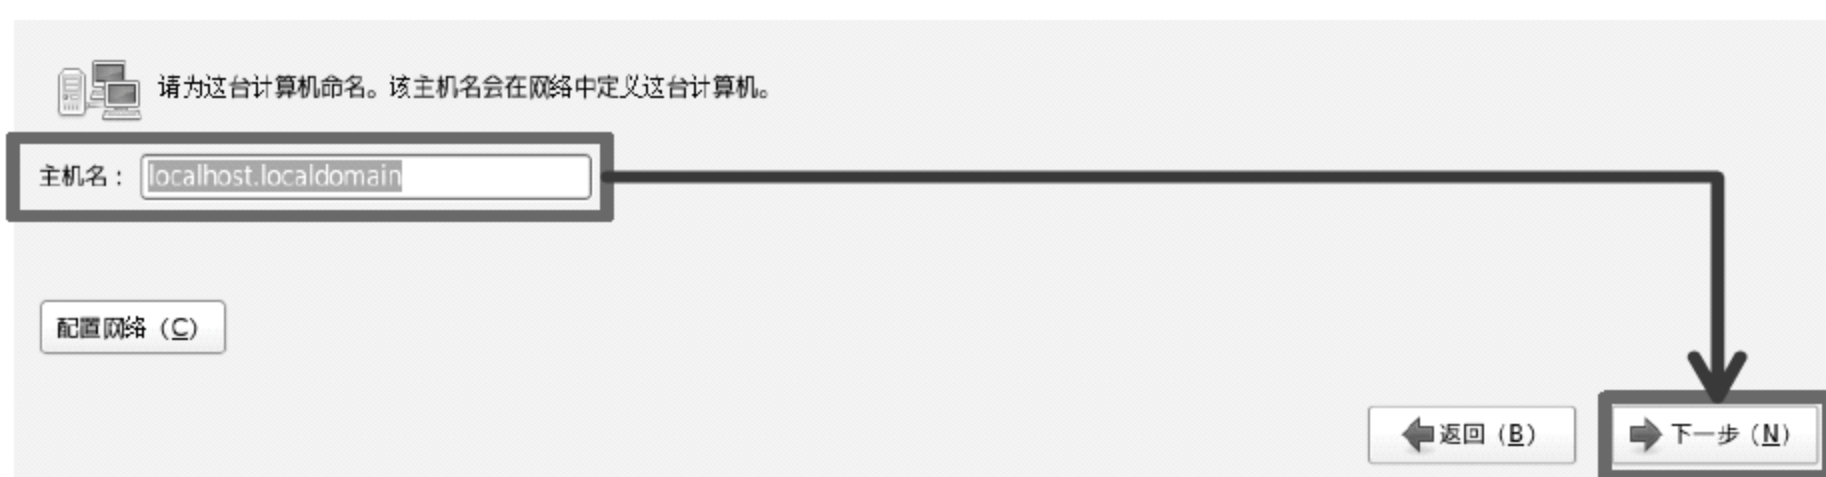 请为这台计算机命名。该主机名会在网络中定义这台计算机。
主机名： localhost.localdomain
配置网络（C）
返回（B） 下一步（N）